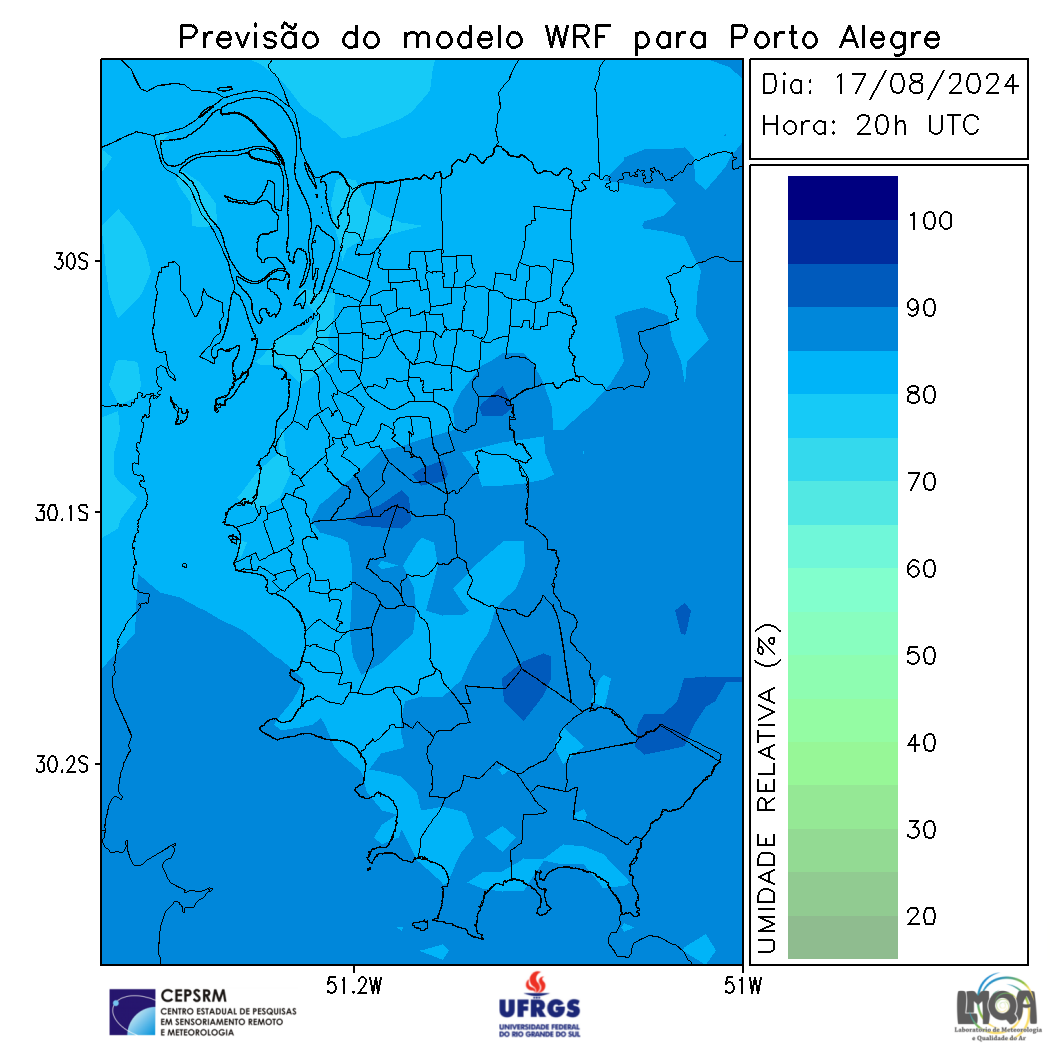 Previsão do modelo WRF para Porto Alegre
Dia: 17/08/2024
Hora: 20h UTC
100
90
80
70
60
50
40
30
20
UMIDADE RELATIVA (%)
30S
30.1S
30.2S
51.2W
51W
CEPSRM
CENTRO ESTADUAL DE PESQUISAS
EM SENSORIAMENTO REMOTO
E METEOROLOGIA
UFRGS
UNIVERSIDADE FEDERAL
DO RIO GRANDE DO SUL
LMQA
Laboratório de Meteorologia
e Qualidade do Ar